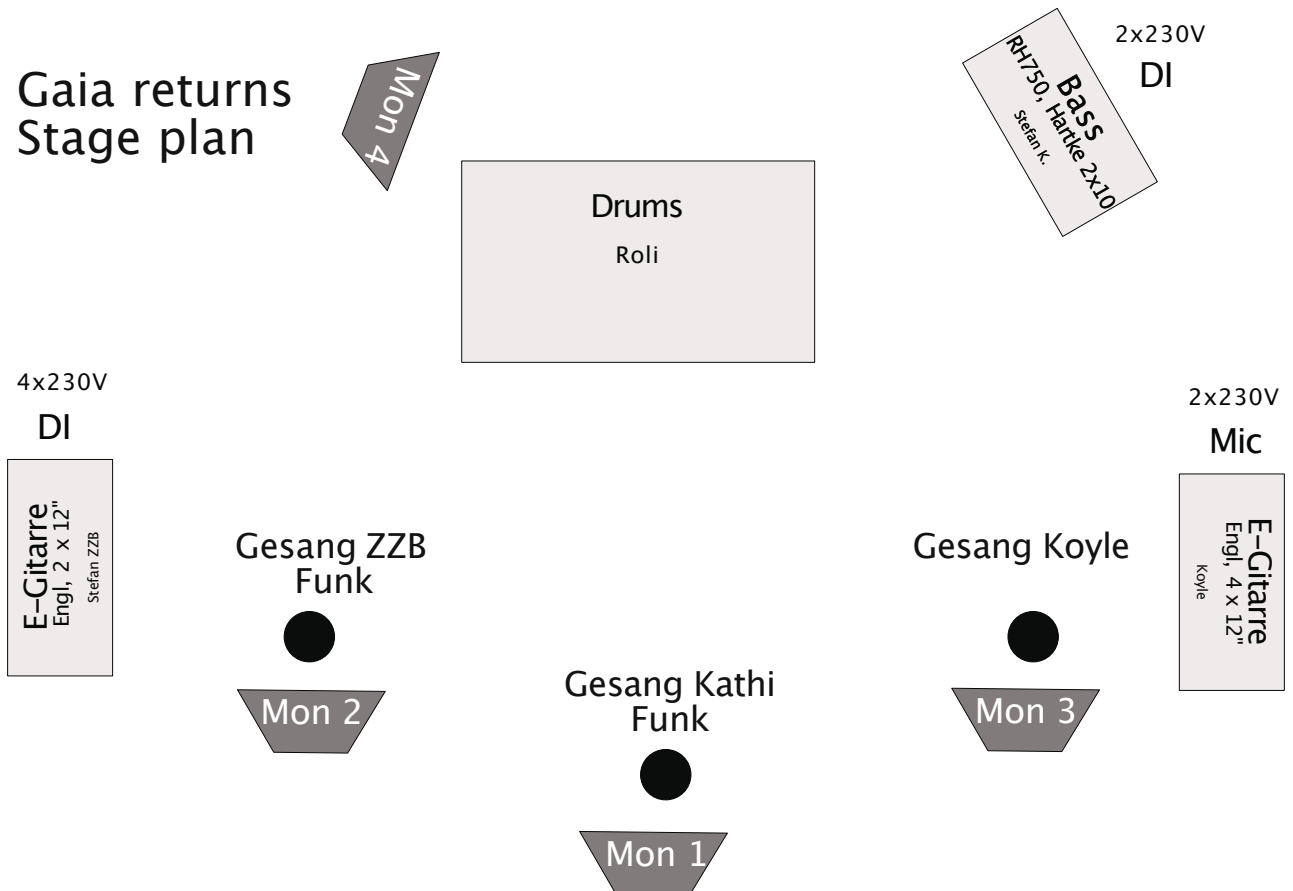 Gaia returns
Stage plan
Mon 4
2x230V
DI
Bass
RH750, Hartke 2x10
Stefan K.
Drums
Roli
4x230V
DI
E-Gitarre
Engl, 2 x 12"
Stefan ZZB
2x230V
Mic
E-Gitarre
Engl, 4 x 12"
Koyle
Gesang ZZB
Funk
Mon 2
Gesang Koyle
Mon 3
Gesang Kathi
Funk
Mon 1